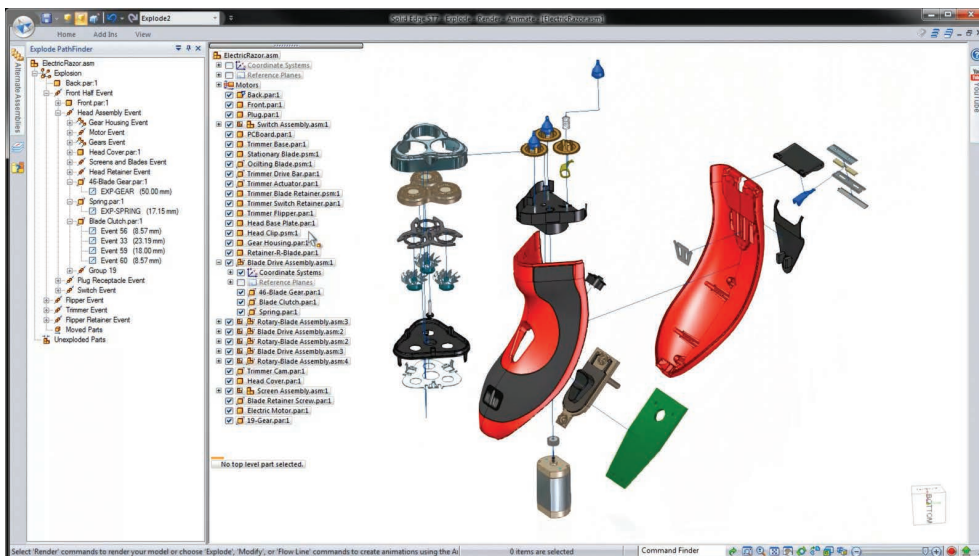 Explode2
Solid Edge ST7 - Explode - Render - Animate - [ElectricRazor.asm]
Home Add Ins View
Alternate Assemblies
Explode PathFinder
ElectricRazor.asm
Explosion
Back.par:1
Front Half Event
Front.par:1
Head Assembly Event
Gear Housing Event
Motor Event
Gears Event
Head Cover.par:1
Screens and Blades Event
Head Retainer Event
46-Blade Gear.par:1
EXP-GEAR (50.00 mm)
Spring.par:1
EXP-SPRING (17.15 mm)
Blade Clutch.par:1
Event 56 (8.57 mm)
Event 33 (23.19 mm)
Event 59 (18.00 mm)
Event 60 (8.57 mm)
Group 19
Plug Receptacle Event
Switch Event
Flipper Event
Trimmer Event
Flipper Retainer Event
Moved Parts
Unexploded Parts
ElectricRazor.asm
Coordinate Systems
Reference Planes
Motors
Back.par:1
Front.par:1
Plug.par:1
Switch Assembly.asm:1
PCBoard.par:1
Trimmer Base.par:1
Stationary Blade.psm:1
Ocilting Blade.psm:1
Trimmer Drive Bar.par:1
Trimmer Actuator.par:1
Trimmer Blade Retainer.psm:1
Trimmer Switch Retainer.par:1
Trimmer Flipper.par:1
Head Base Plate.par:1
Head Clip.psm:1
Gear Housing.par:1
Retainer-R-Blade.par:1
Blade Drive Assembly.asm:1
Coordinate Systems
Reference Planes
46-Blade Gear.par:1
Blade Clutch.par:1
Spring.par:1
Rotary-Blade Assembly.asm:3
Blade Drive Assembly.asm:2
Rotary-Blade Assembly.asm:2
Blade Drive Assembly.asm:3
Rotary-Blade Assembly.asm:4
Trimmer Cam.par:1
Head Cover.par:1
Screen Assembly.asm:1
Blade Retainer Screw.par:1
Electric Motor.par:1
19-Gear.par:1
No top level part selected.
YouTube
BOTTOM
Select 'Render' commands to render your model or choose 'Explode', 'Modify', or 'Flow Line' commands to create animations using the Ai
0 items are selected
Command Finder